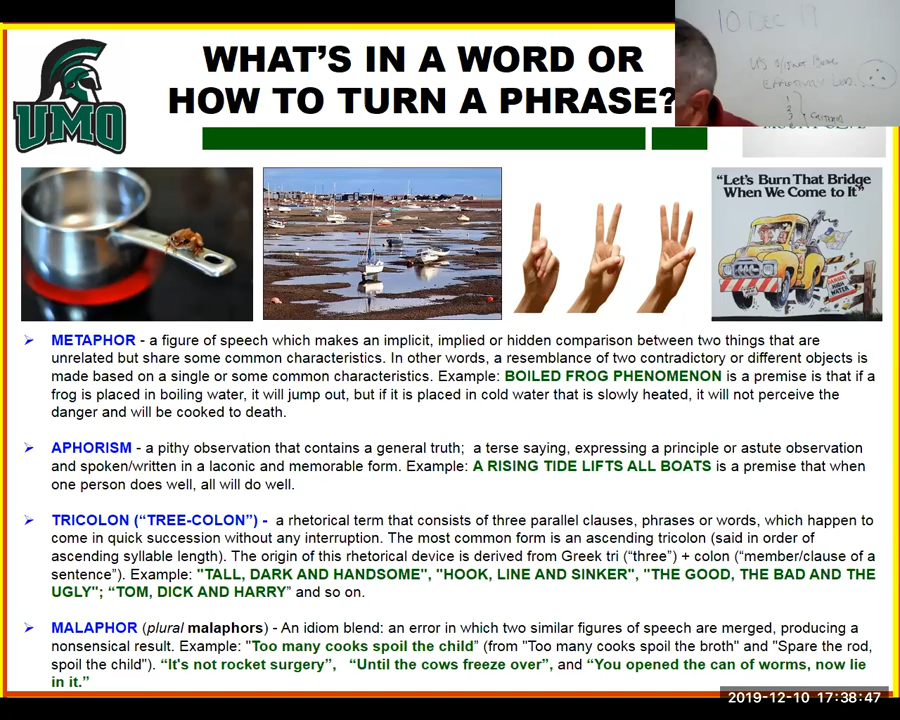 WHAT'S IN A WORD OR
HOW TO TURN A PHRASE?
UMO
10 DEC
"Let's Burn That Bridge
When We Come to It"
DANGER
HIGH
WATER
➢ METAPHOR - a figure of speech which makes an implicit, implied or hidden comparison between two things that are
unrelated but share some common characteristics. In other words, a resemblance of two contradictory or different objects is
made based on a single or some common characteristics. Example: BOILED FROG PHENOMENON is a premise is that if a
frog is placed in boiling water, it will jump out, but if it is placed in cold water that is slowly heated, it will not perceive the
danger and will be cooked to death.
➢ APHORISM - a pithy observation that contains a general truth;  a terse saying, expressing a principle or astute observation
and spoken/written in a laconic and memorable form. Example: A RISING TIDE LIFTS ALL BOATS is a premise that when
one person does well, all will do well.
➢ TRICOLON ("TREE-COLON") -  a rhetorical term that consists of three parallel clauses, phrases or words, which happen to
come in quick succession without any interruption. The most common form is an ascending tricolon (said in order of
ascending syllable length). The origin of this rhetorical device is derived from Greek tri ("three") + colon ("member/clause of a
sentence"). Example: "TALL, DARK AND HANDSOME", "HOOK, LINE AND SINKER", "THE GOOD, THE BAD AND THE
UGLY"; "TOM, DICK AND HARRY" and so on.
➢ MALAPHOR (plural malaphors) - An idiom blend: an error in which two similar figures of speech are merged, producing a
nonsensical result. Example: "Too many cooks spoil the child" (from "Too many cooks spoil the broth" and "Spare the rod,
spoil the child"). "It's not rocket surgery",  "Until the cows freeze over", and "You opened the can of worms, now lie
in it."
2019-12-10 17:38:47